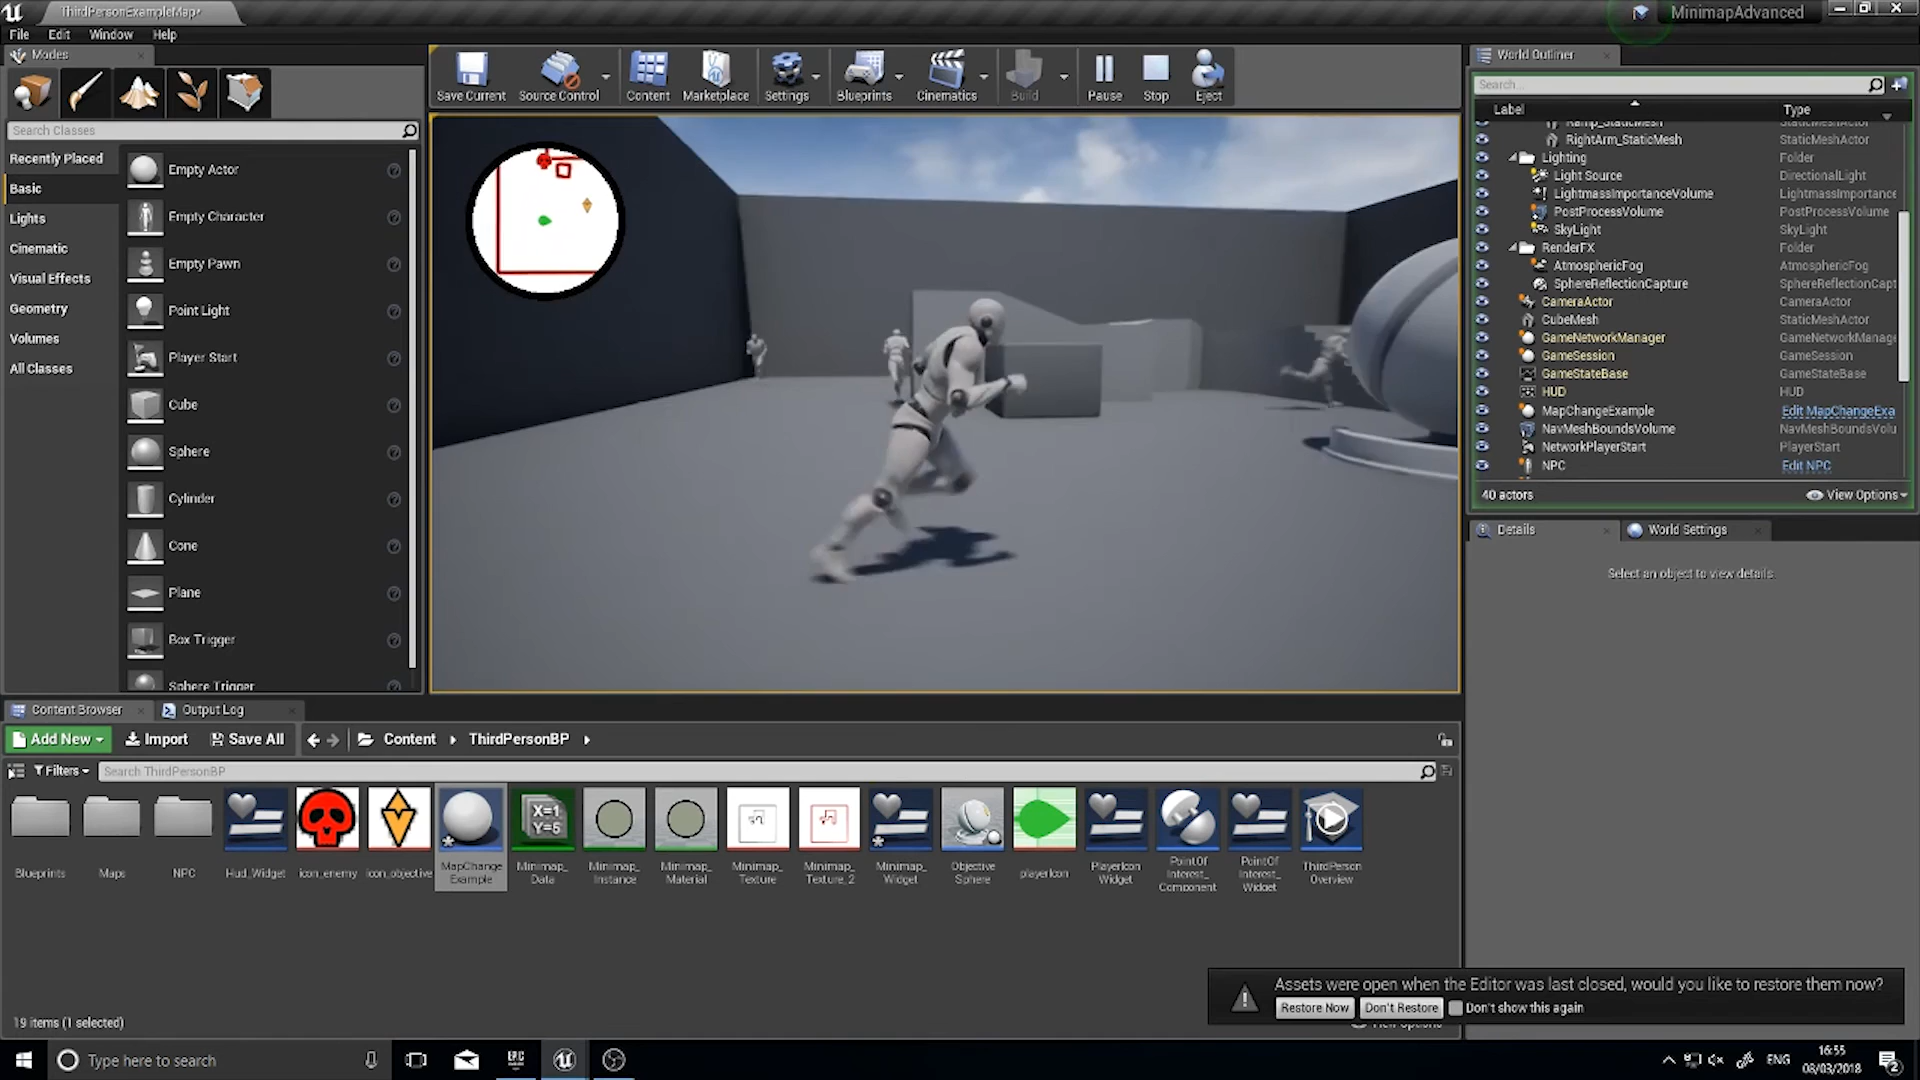 ThirdPersonExampleMap*
MinimapAdvanced
File Edit Window Help
Modes
Search Classes
Recently Placed
Basic
Lights
Cinematic
Visual Effects
Geometry
Volumes
All Classes
Empty Actor
Empty Character
Empty Pawn
Point Light
Player Start
Cube
Sphere
Cylinder
Cone
Plane
Box Trigger
Sphere Trigger
Save Current
Source Control
Content
Marketplace
Settings
Blueprints
Cinematics
Build
Pause
Stop
Eject
World Outliner
Search...
Label Type
Ramp_StaticMesh StaticMeshActor
RightArm_StaticMesh StaticMeshActor
Lighting Folder
Light Source DirectionalLight
LightmassImportanceVolume LightmassImportance
PostProcessVolume PostProcessVolume
SkyLight SkyLight
RenderFX Folder
AtmosphericFog AtmosphericFog
SphereReflectionCapture SphereReflectionCapt
CameraActor CameraActor
CubeMesh StaticMeshActor
GameNetworkManager GameNetworkManage
GameSession GameSession
GameStateBase GameStateBase
HUD HUD
MapChangeExample Edit MapChangeExa
NavMeshBoundsVolume NavMeshBoundsVolu
NetworkPlayerStart PlayerStart
NPC Edit NPC
40 actors View Options
Details
World Settings
Select an object to view details.
Content Browser
Output Log
Add New Import Save All Content ThirdPersonBP
Filters Search ThirdPersonBP
X=1
Y=5
Blueprints
Maps
NPC
Hud_Widget
icon_enemy
icon_objective
MapChange
Example
Minimap_
Data
Minimap_
Instance
Minimap_
Material
Minimap_
Texture
Minimap_
Texture_2
Minimap_
Widget
Objective
Sphere
playerIcon
PlayerIcon
Widget
PointOf
Interest_
Component
PointOf
Interest_
Widget
ThirdPerson
Overview
19 items (1 selected)
View Options
Assets were open when the Editor was last closed, would you like to restore them now?
Restore Now Don't Restore Don't show this again
Type here to search
EPIC
ENG
16:55
08/03/2018
2